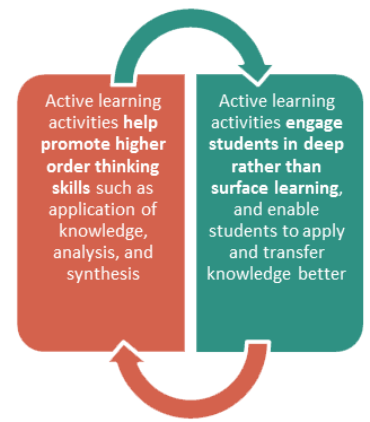 Active learning
activities help
promote higher
order thinking
skills such as
application of
knowledge,
analysis, and
synthesis
Active learning
activities engage
students in deep
rather than
surface learning,
and enable
students to apply
and transfer
knowledge better